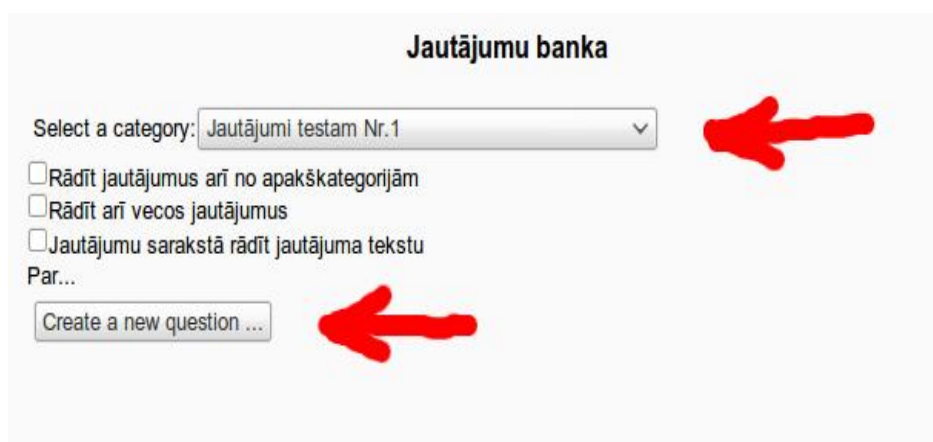 Jautājumu banka
Select a category: Jautājumi testam Nr.1
Rādīt jautājumus arī no apakškategorijām
Rādīt arī vecos jautājumus
Jautājumu sarakstā rādīt jautājuma tekstu
Par...
Create a new question ...